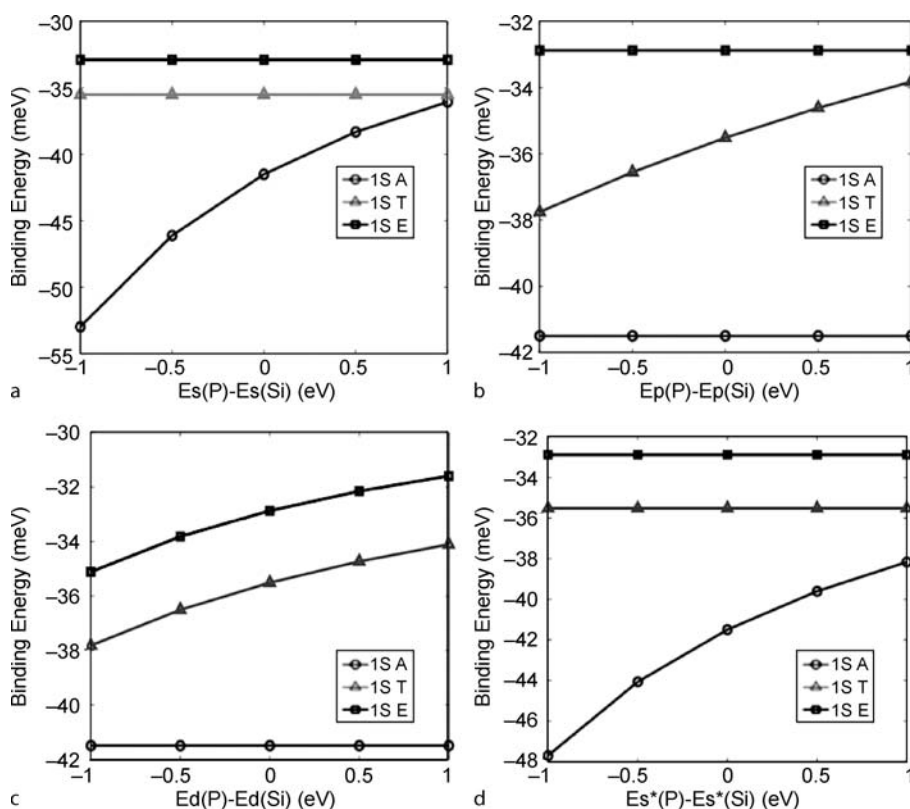 –30
–35
–40
–45
–50
–55
Binding Energy (meV)
1S A
1S T
1S E
–1
–0.5
0
0.5
1
a
Es(P)-Es(Si) (eV)
–32
–34
–36
–38
–40
–42
Binding Energy (meV)
1S A
1S T
1S E
–1
–0.5
0
0.5
1
b
Ep(P)-Ep(Si) (eV)
–30
–32
–34
–36
–38
–41
–42
Binding Energy (meV)
1S A
1S T
1S E
–1
–0.5
0
0.5
1
c
Ed(P)-Ed(Si) (eV)
–32
–33
–36
–38
–40
–42
–44
–46
–48
Binding Energy (meV)
1S A
1S T
1S E
–1
–0.5
0
0.5
1
d
Es*(P)-Es*(Si) (eV)